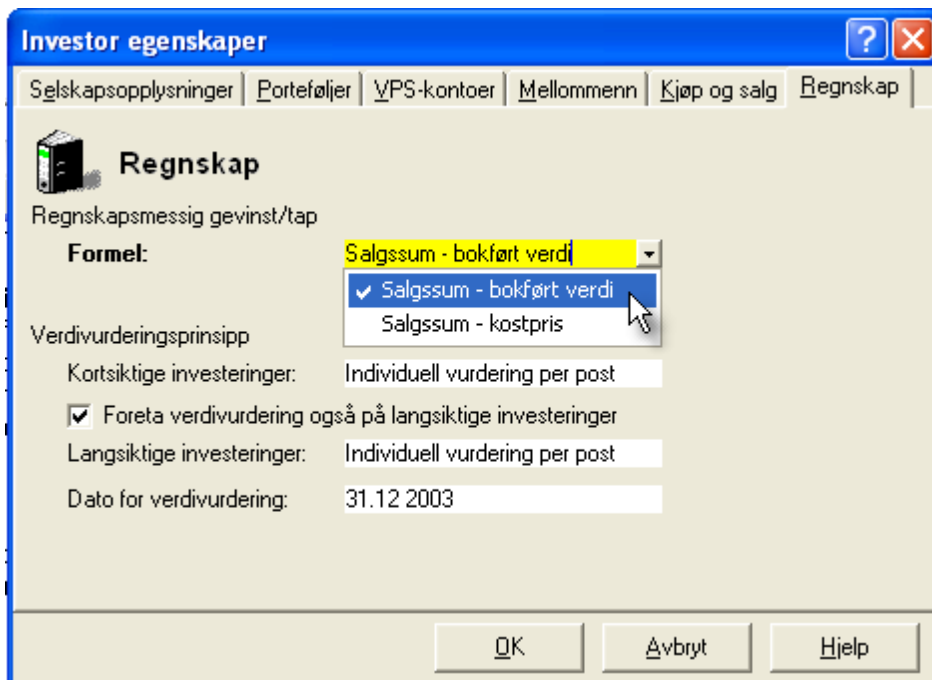 Investor egenskaper
Selskapsopplysninger Porteføljer VPS-kontoer Mellommenn Kjøp og salg Regnskap
Regnskap
Regnskapsmessig gevinst/tap
Formel: Salgssum - bokført verdi
Salgssum - bokført verdi
Salgssum - kostpris
Verdivurderingsprinsipp
Kortsiktige investeringer: Individuell vurdering per post
Foreta verdivurdering også på langsiktige investeringer
Langsiktige investeringer: Individuell vurdering per post
Dato for verdivurdering: 31.12 2003
OK Avbryt Hjelp